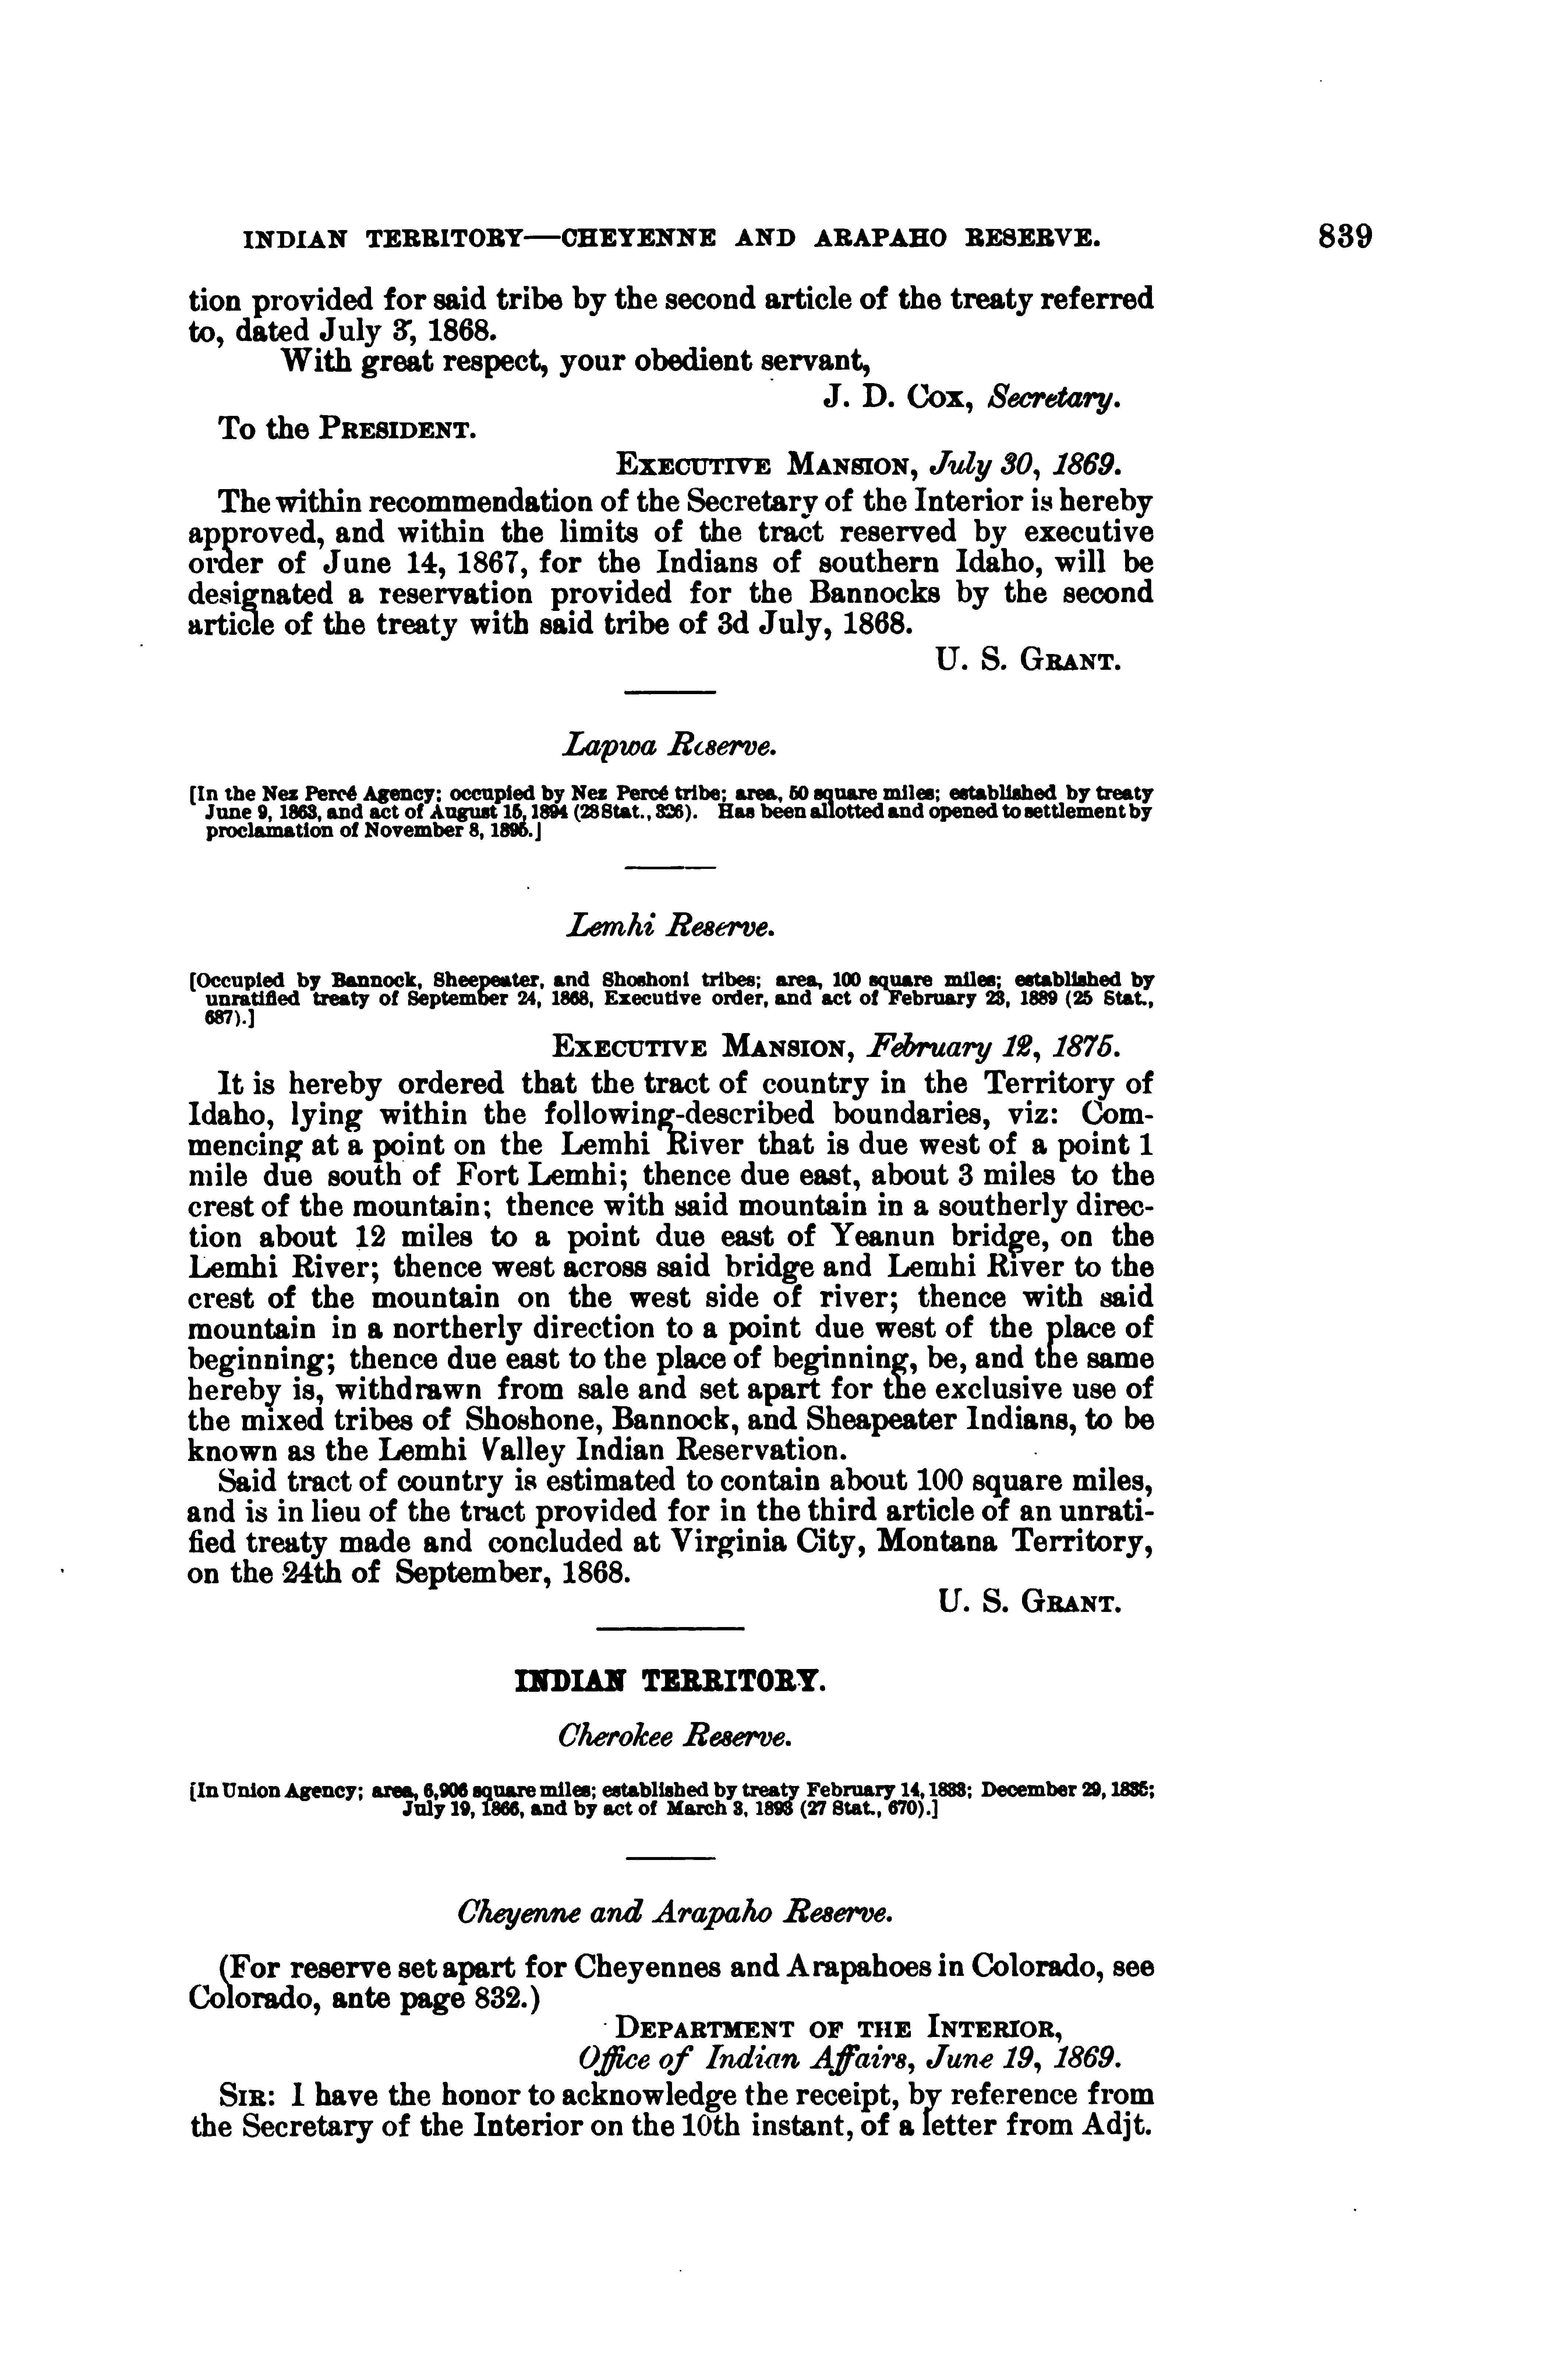 INDIAN TERRITORY—CHEYENNE AND ARAPAHO RESERVE. 839
tion provided for said tribe by the second article of the treaty referred
to, dated July 3, 1868.
With great respect, your obedient servant,
J. D. Cox, Secretary.
To the PRESIDENT.
EXECUTIVE MANSION, July 30, 1869.
The within recommendation of the Secretary of the Interior is hereby
approved, and within the limits of the tract reserved by executive
order of June 14, 1867, for the Indians of southern Idaho, will be
designated a reservation provided for the Bannocks by the second
article of the treaty with said tribe of 3d July, 1868.
U. S. GRANT.
Lapwa Reserve.
[In the Nez Percé Agency; occupied by Nez Percé tribe; area, 50 square miles; established by treaty
June 9, 1863, and act of August 15, 1894 (28 Stat., 326). Has been allotted and opened to settlement by
proclamation of November 8, 1895.]
Lemhi Reserve.
[Occupied by Bannock, Sheepeater, and Shoshoni tribes; area, 100 square miles; established by
unratified treaty of September 24, 1868, Executive order, and act of February 23, 1889 (25 Stat.,
687).]
EXECUTIVE MANSION, February 12, 1875.
It is hereby ordered that the tract of country in the Territory of
Idaho, lying within the following-described boundaries, viz: Com-
mencing at a point on the Lemhi River that is due west of a point 1
mile due south of Fort Lemhi; thence due east, about 3 miles to the
crest of the mountain; thence with said mountain in a southerly direc-
tion about 12 miles to a point due east of Yeanun bridge, on the
Lemhi River; thence west across said bridge and Lemhi River to the
crest of the mountain on the west side of river; thence with said
mountain in a northerly direction to a point due west of the place of
beginning; thence due east to the place of beginning, be, and the same
hereby is, withdrawn from sale and set apart for the exclusive use of
the mixed tribes of Shoshone, Bannock, and Sheapeater Indians, to be
known as the Lemhi Valley Indian Reservation.
Said tract of country is estimated to contain about 100 square miles,
and is in lieu of the tract provided for in the third article of an unrati-
fied treaty made and concluded at Virginia City, Montana Territory,
on the 24th of September, 1868.
U. S. GRANT.
INDIAN TERRITORY.
Cherokee Reserve.
[In Union Agency; area, 6,906 square miles; established by treaty February 14, 1833; December 29, 1835;
July 19, 1866, and by act of March 3, 1893 (27 Stat., 670).]
Cheyenne and Arapaho Reserve.
(For reserve set apart for Cheyennes and Arapahoes in Colorado, see
Colorado, ante page 832.)
DEPARTMENT OF THE INTERIOR,
Office of Indian Affairs, June 19, 1869.
SIR: I have the honor to acknowledge the receipt, by reference from
the Secretary of the Interior on the 10th instant, of a letter from Adjt.